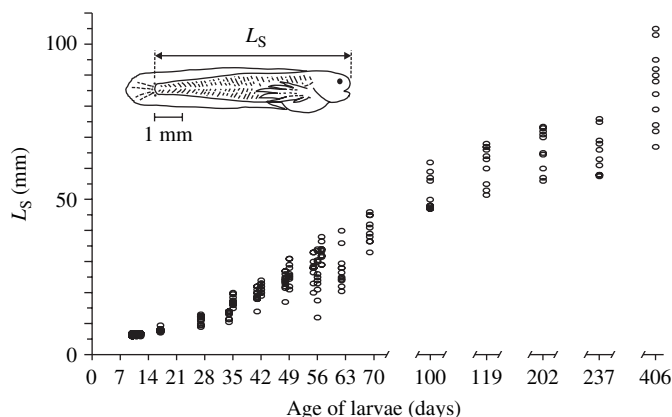 L_S
1 mm
L_S (mm)
100
50
0
0 7 14 21 28 35 42 49 56 63 70 100 119 202 237 406
Age of larvae (days)